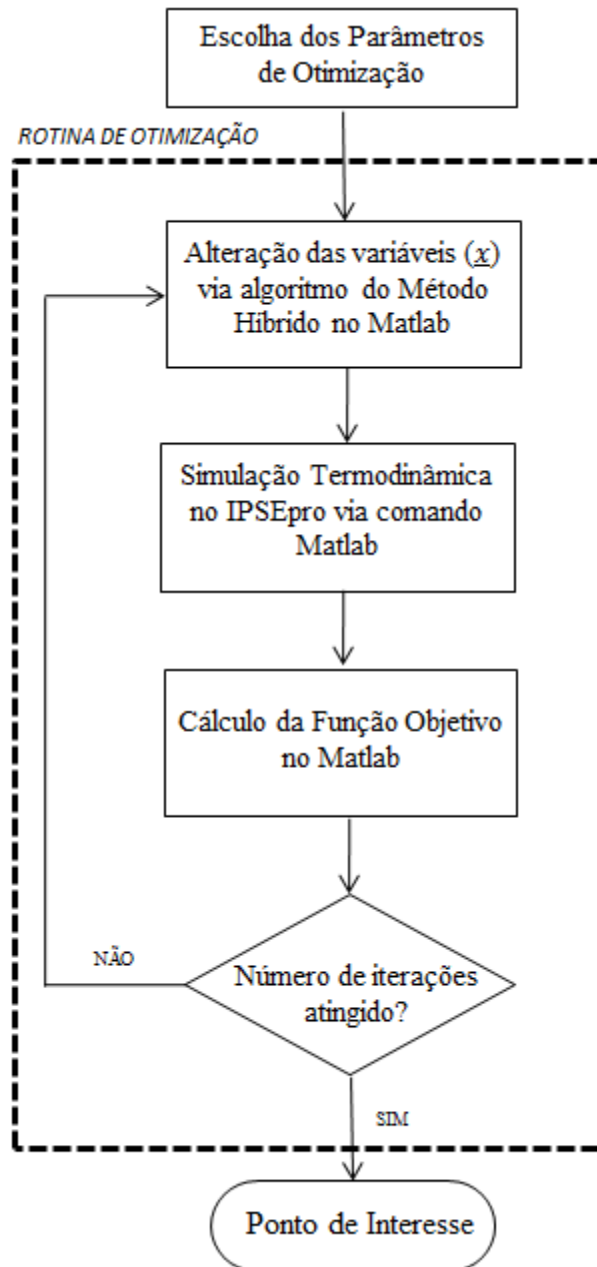 Escolha dos Parâmetros
de Otimização
ROTINA DE OTIMIZAÇÃO
Alteração das variáveis (x)
via algoritmo do Método
Híbrido no Matlab
Simulação Termodinâmica
no IPSEpro via comando
Matlab
Cálculo da Função Objetivo
no Matlab
NÃO
Número de iterações
atingido?
SIM
Ponto de Interesse